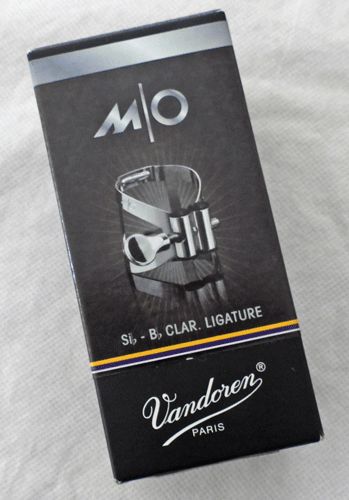 M|O
Si♭ - B♭ CLAR. LIGATURE
Vandoren
PARIS